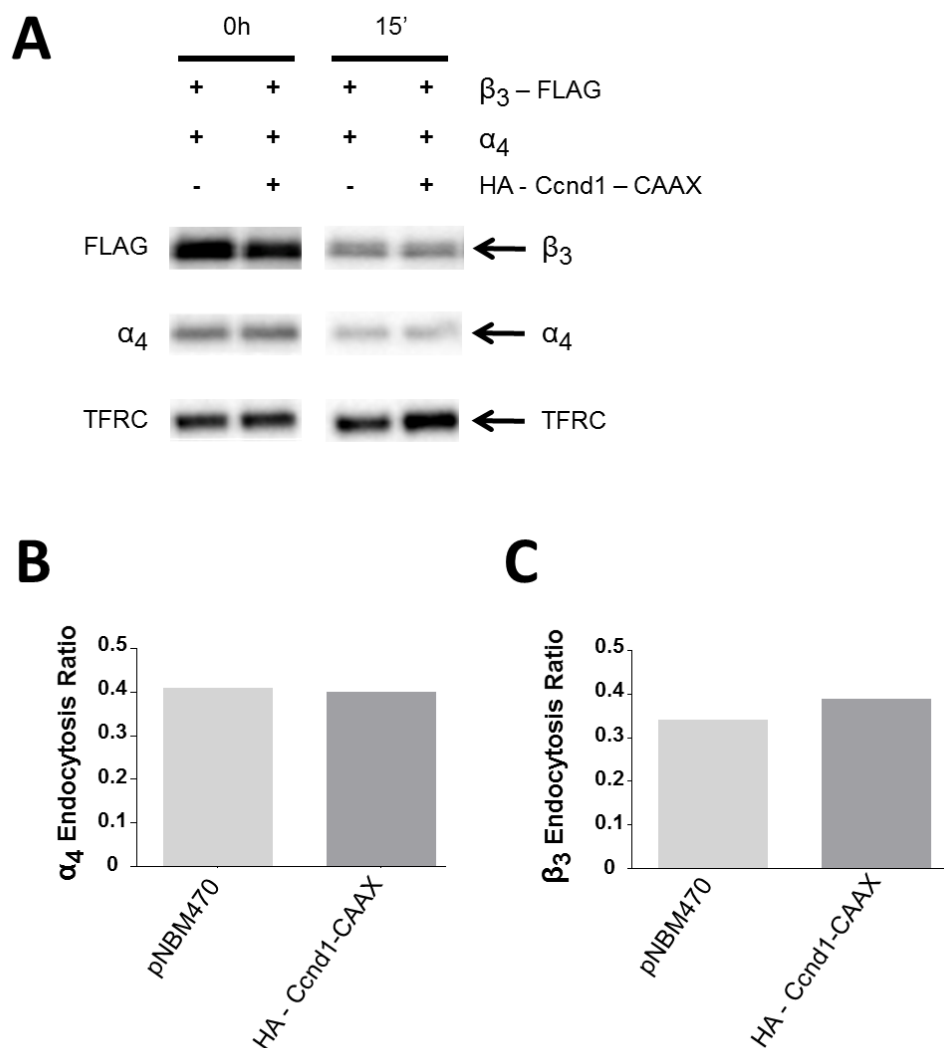 A
0h 15’
+ + + + β3 – FLAG
+ + + + α4
- + - + HA - Ccnd1 – CAAX
FLAG β3
α4 α4
TFRC TFRC
B
α4 Endocytosis Ratio
0.5
0.4
0.3
0.2
0.1
0
pNBM470
HA - Ccnd1-CAAX
C
β3 Endocytosis Ratio
0.5
0.4
0.3
0.2
0.1
0
pNBM470
HA - Ccnd1-CAAX